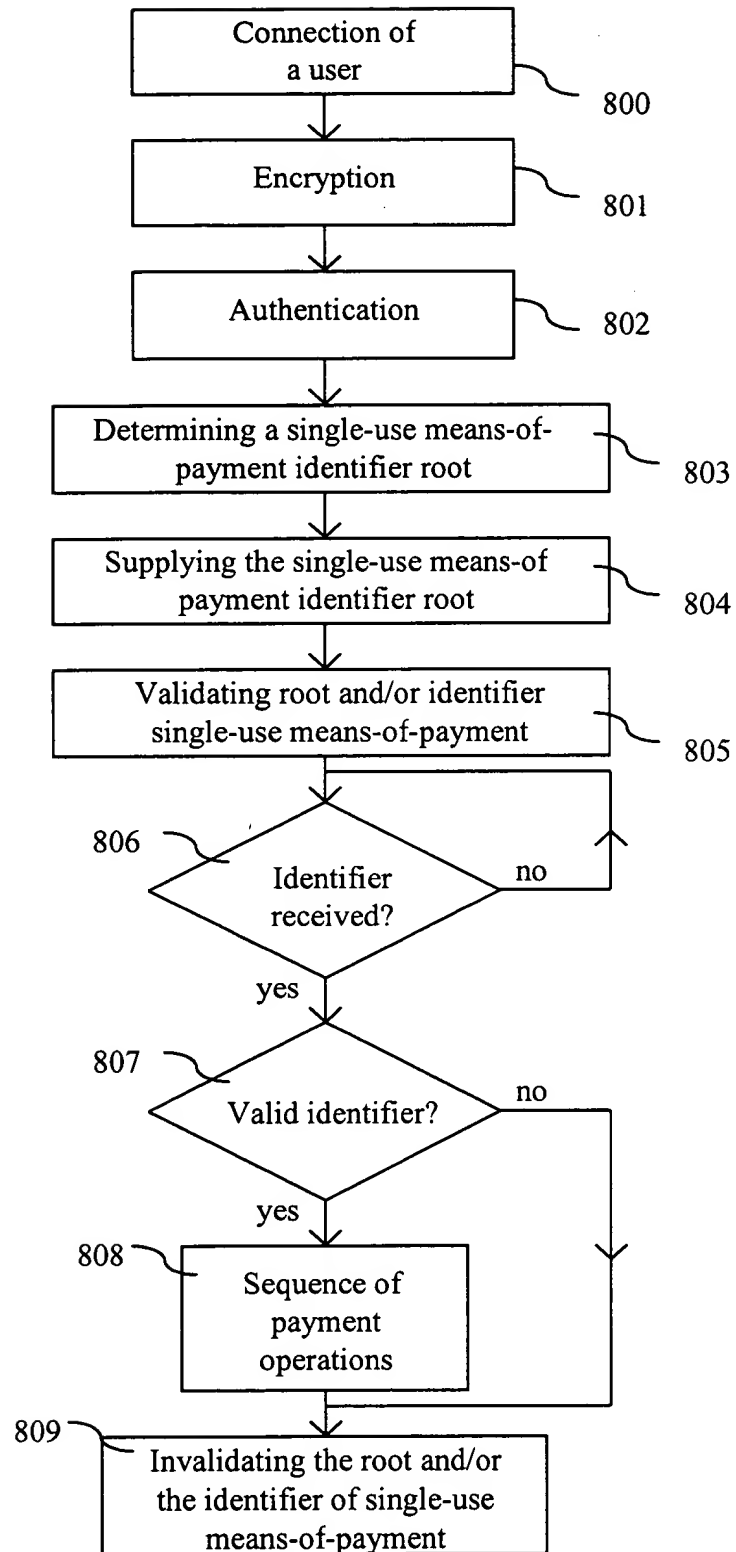 Connection of
a user
800
Encryption
801
Authentication
802
Determining a single-use means-of-
payment identifier root
803
Supplying the single-use means-of
payment identifier root
804
Validating root and/or identifier
single-use means-of-payment
805
806
Identifier
received?
no
yes
807
Valid identifier?
no
yes
808
Sequence of
payment
operations
809
Invalidating the root and/or
the identifier of single-use
means-of-payment